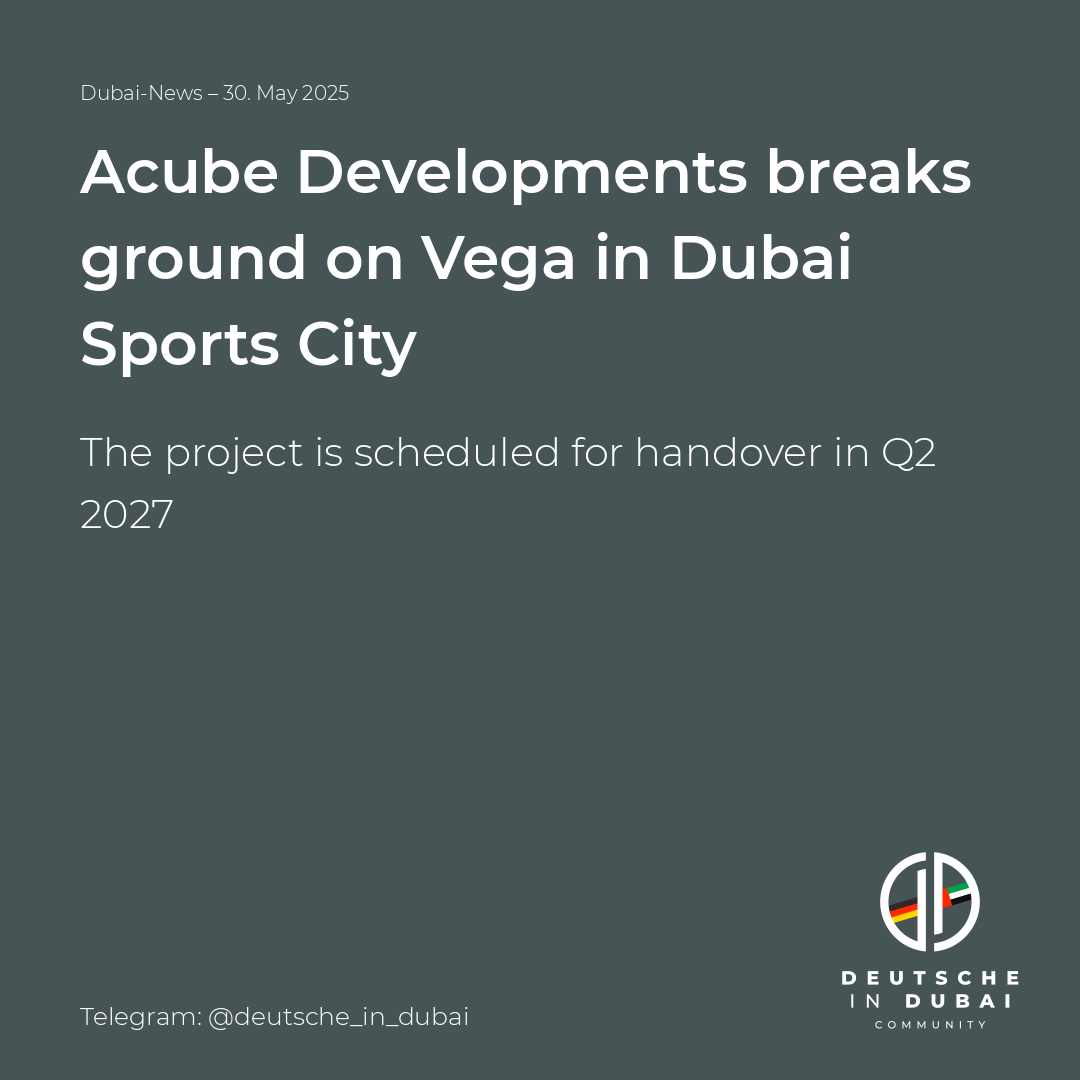 Dubai-News – 30. May 2025
Acube Developments breaks
ground on Vega in Dubai
Sports City
The project is scheduled for handover in Q2
2027
Telegram: @deutsche_in_dubai
DEUTSCHE
IN DUBAI
COMMUNITY